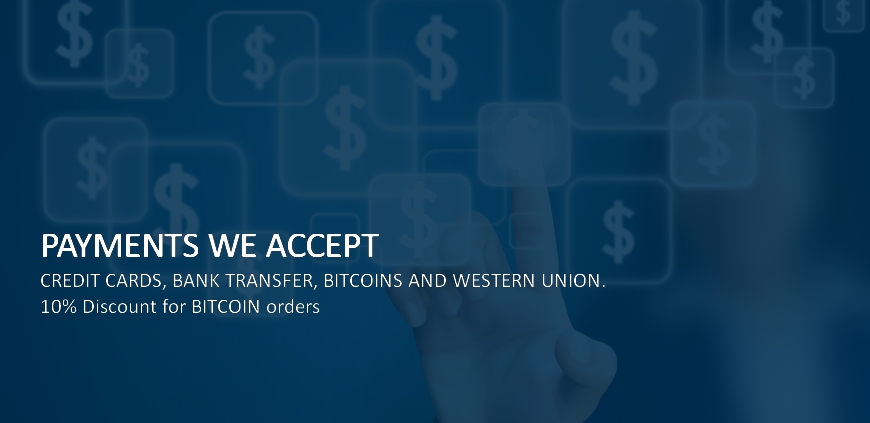 PAYMENTS WE ACCEPT
CREDIT CARDS, BANK TRANSFER, BITCOINS AND WESTERN UNION.
10% Discount for BITCOIN orders